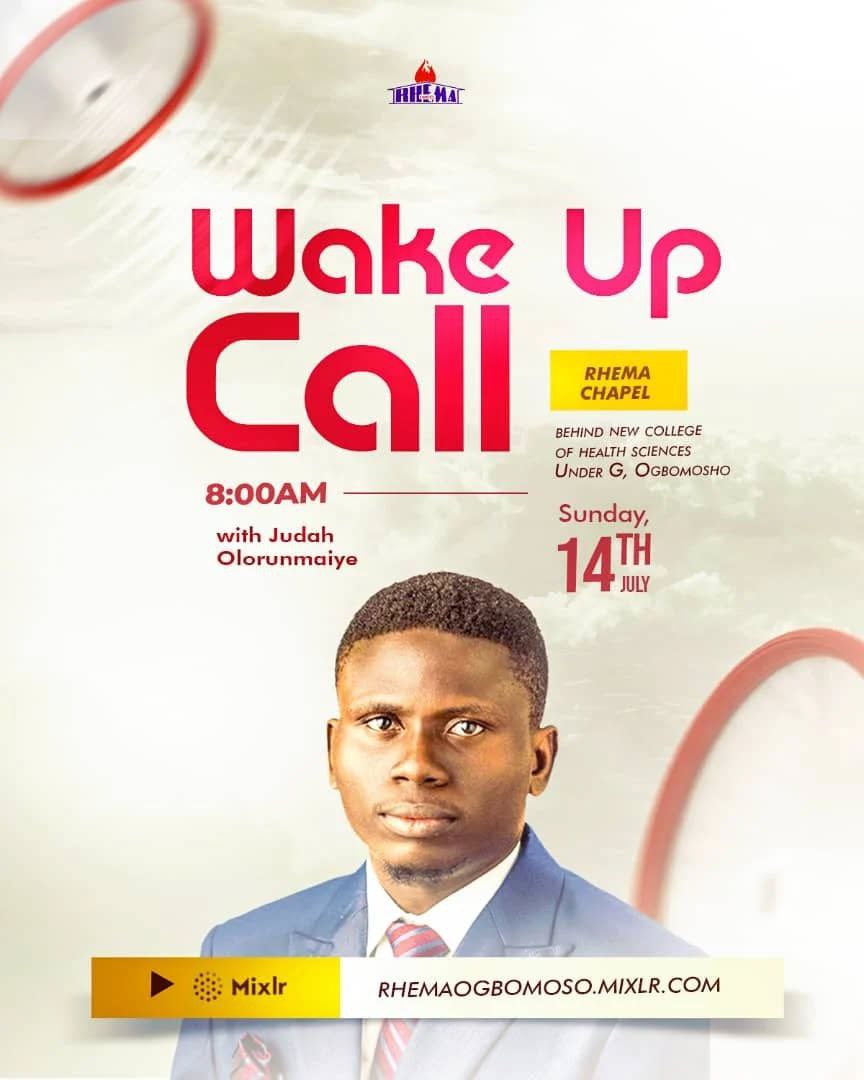 RHEMA
Wake Up
Call
RHEMA
CHAPEL
BEHIND NEW COLLEGE
OF HEALTH SCIENCES
UNDER G, OGBOMOSHO
8:00AM
with Judah
Olorunmaiye
Sunday,
14TH
JULY
Mixlr
RHEMAOGBOMOSO.MIXLR.COM